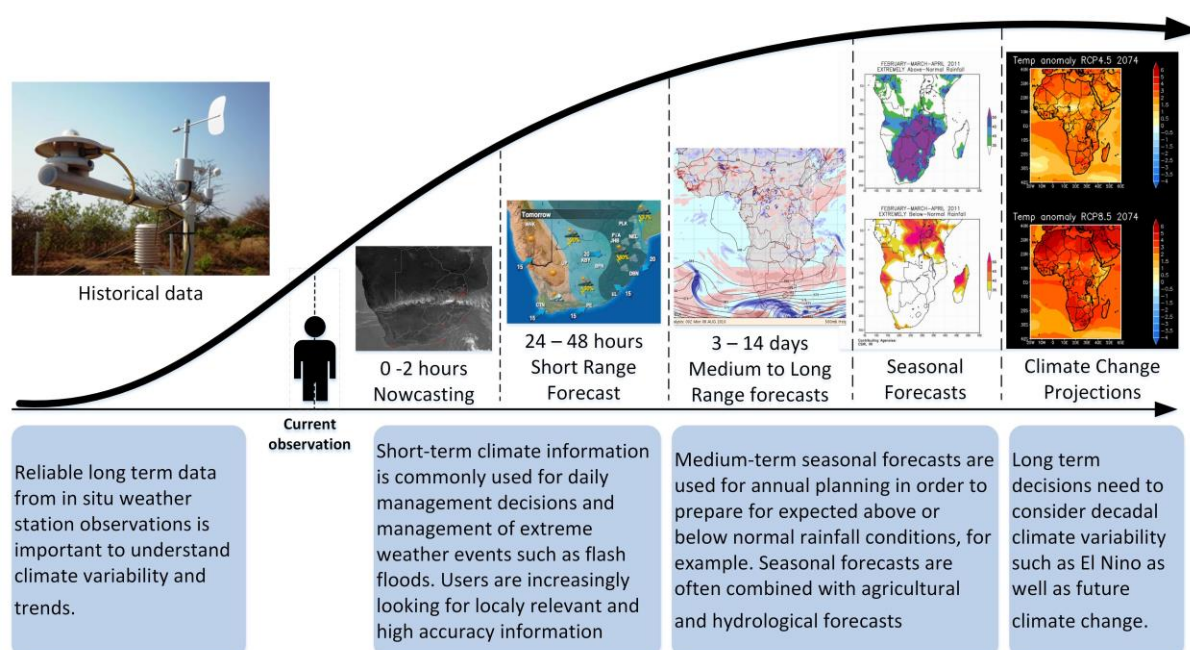 Historical data
Current
observation
0 -2 hours
Nowcasting
Tomorrow
24 – 48 hours
Short Range
Forecast
3 – 14 days
Medium to Long
Range forecasts
FEBRUARY-MARCH-APRIL 2011
EXTREMELY Above-Normal Rainfall
FEBRUARY-MARCH-APRIL 2011
EXTREMELY Below-Normal Rainfall
Seasonal
Forecasts
Temp anomaly RCP4.5 2074
Temp anomaly RCP8.5 2074
Climate Change
Projections
Reliable long term data
from in situ weather
station observations is
important to understand
climate variability and
trends.
Short-term climate information
is commonly used for daily
management decisions and
management of extreme
weather events such as flash
floods. Users are increasingly
looking for localy relevant and
high accuracy information
Medium-term seasonal forecasts are
used for annual planning in order to
prepare for expected above or
below normal rainfall conditions, for
example. Seasonal forecasts are
often combined with agricultural
and hydrological forecasts
Long term
decisions need to
consider decadal
climate variability
such as El Nino as
well as future
climate change.